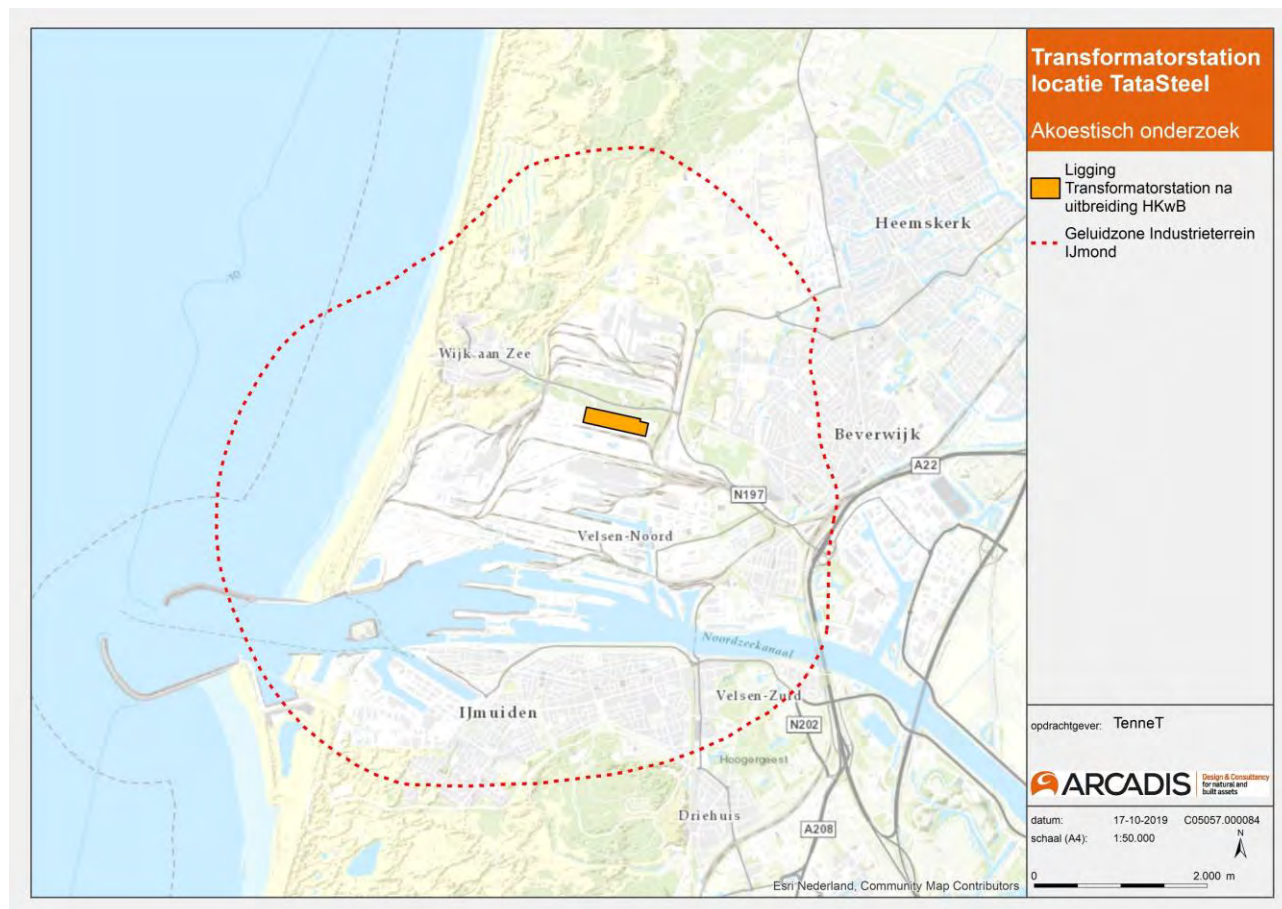 Transformatorstation
locatie TataSteel
Akoestisch onderzoek
Ligging
Transformatorstation na
uitbreiding HKwB
Geluidzone Industrieterrein
IJmond
-10
Heemskerk
Wijk aan Zee
Beverwijk
A22
N197
Velsen-Noord
Noordzeekanaal
Velsen-Zuid
IJmuiden
N202
Hoogergeest
Driehuis
A208
Esri Nederland, Community Map Contributors
opdrachtgever: TenneT
ARCADIS
Design & Consultancy
for natural and
built assets
datum: 17-10-2019 C05057.000084
schaal (A4): 1:50.000
N
0 2.000 m